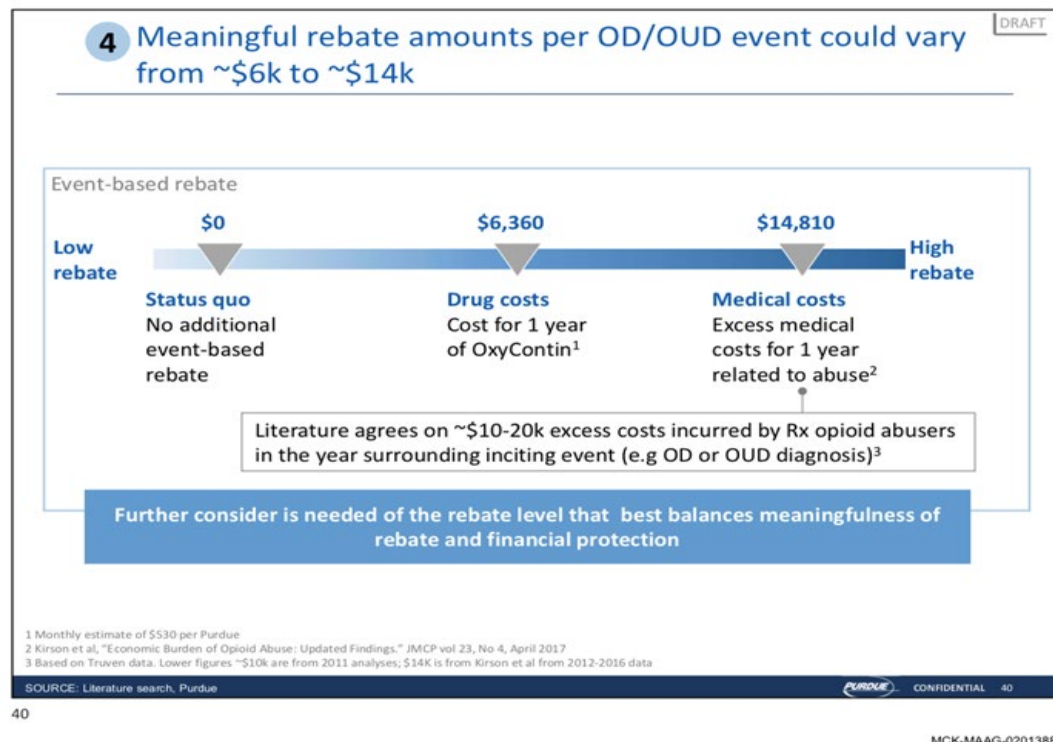 DRAFT
4 Meaningful rebate amounts per OD/OUD event could vary
from ~$6k to ~$14k
Event-based rebate
$0
$6,360
$14,810
Low
rebate
High
rebate
Status quo
No additional
event-based
rebate
Drug costs
Cost for 1 year
of OxyContin1
Medical costs
Excess medical
costs for 1 year
related to abuse2
Literature agrees on ~$10-20k excess costs incurred by Rx opioid abusers
in the year surrounding inciting event (e.g OD or OUD diagnosis)3
Further consider is needed of the rebate level that best balances meaningfulness of
rebate and financial protection
1 Monthly estimate of $530 per Purdue
2 Kirson et al, "Economic Burden of Opioid Abuse: Updated Findings." JMCP vol 23, No 4, April 2017
3 Based on Truven data. Lower figures ~$10k are from 2011 analyses; $14K is from Kirson et al from 2012-2016 data
SOURCE: Literature search, Purdue
PURDUE CONFIDENTIAL 40
40
MCK-MAAG-0201388